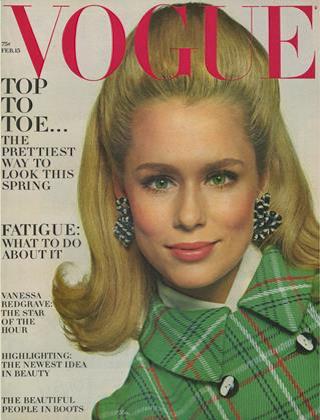 VOGUE
75¢
FEB.15
TOP
TO
TOE...
THE
PRETTIEST
WAY TO
LOOK THIS
SPRING
FATIGUE:
WHAT TO DO
ABOUT IT
VANESSA
REDGRAVE:
THE STAR
OF THE
HOUR
HIGHLIGHTING:
THE NEWEST IDEA
IN BEAUTY
THE BEAUTIFUL
PEOPLE IN BOOTS